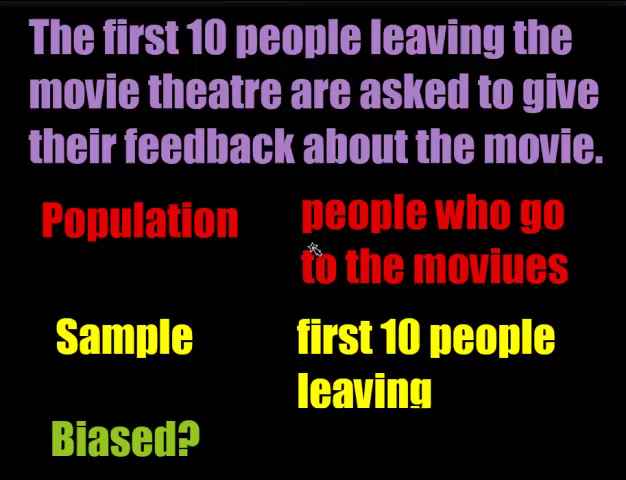 The first 10 people leaving the
movie theatre are asked to give
their feedback about the movie.
Population
people who go
to the moviues
Sample
first 10 people
leaving
Biased?